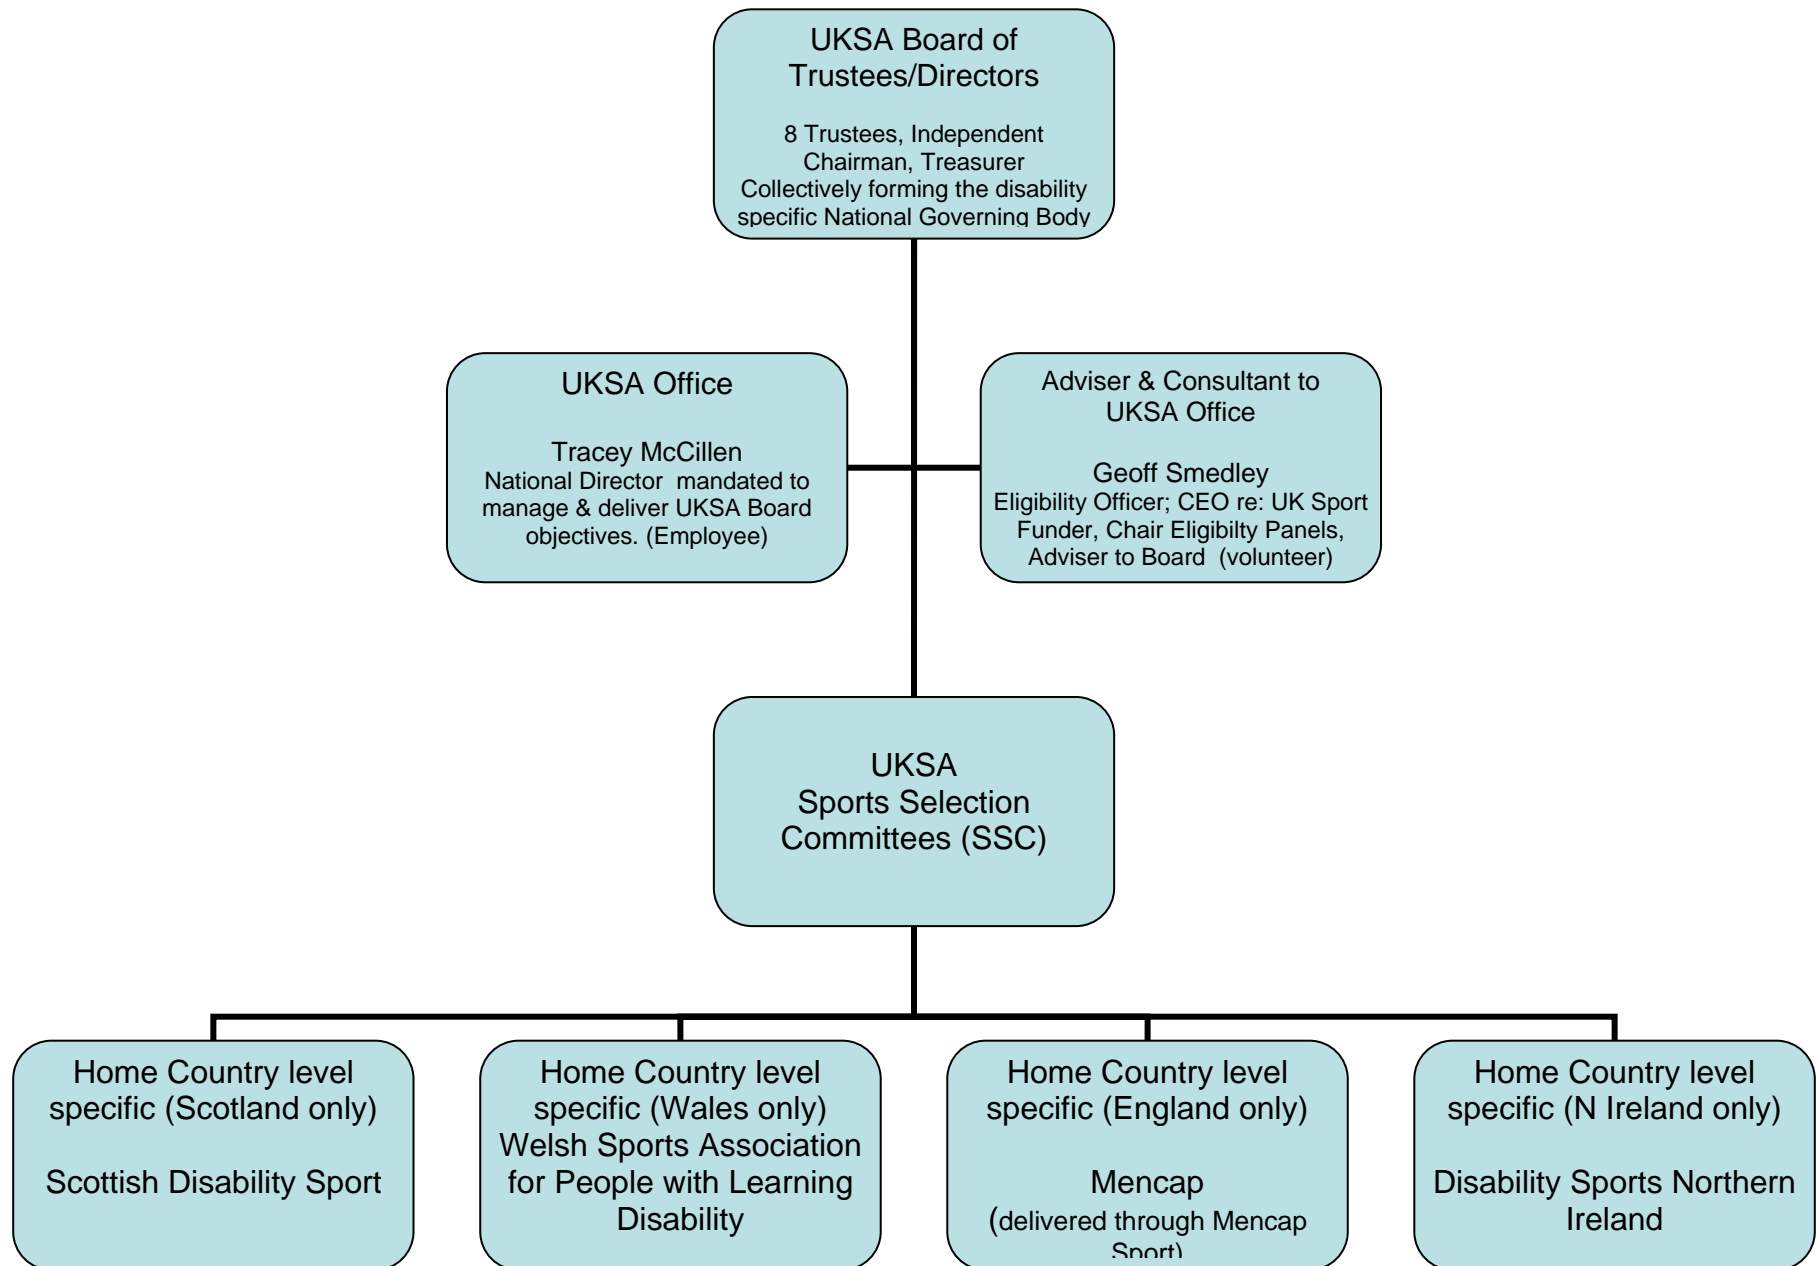 UKSA Board of
Trustees/Directors
8 Trustees, Independent
Chairman, Treasurer
Collectively forming the disability
specific National Governing Body
UKSA Office
Tracey McCillen
National Director mandated to
manage & deliver UKSA Board
objectives. (Employee)
Adviser & Consultant to
UKSA Office
Geoff Smedley
Eligibility Officer; CEO re: UK Sport
Funder, Chair Eligibilty Panels,
Adviser to Board (volunteer)
UKSA
Sports Selection
Committees (SSC)
Home Country level
specific (Scotland only)
Scottish Disability Sport
Home Country level
specific (Wales only)
Welsh Sports Association
for People with Learning
Disability
Home Country level
specific (England only)
Mencap
(delivered through Mencap
Sport)
Home Country level
specific (N Ireland only)
Disability Sports Northern
Ireland